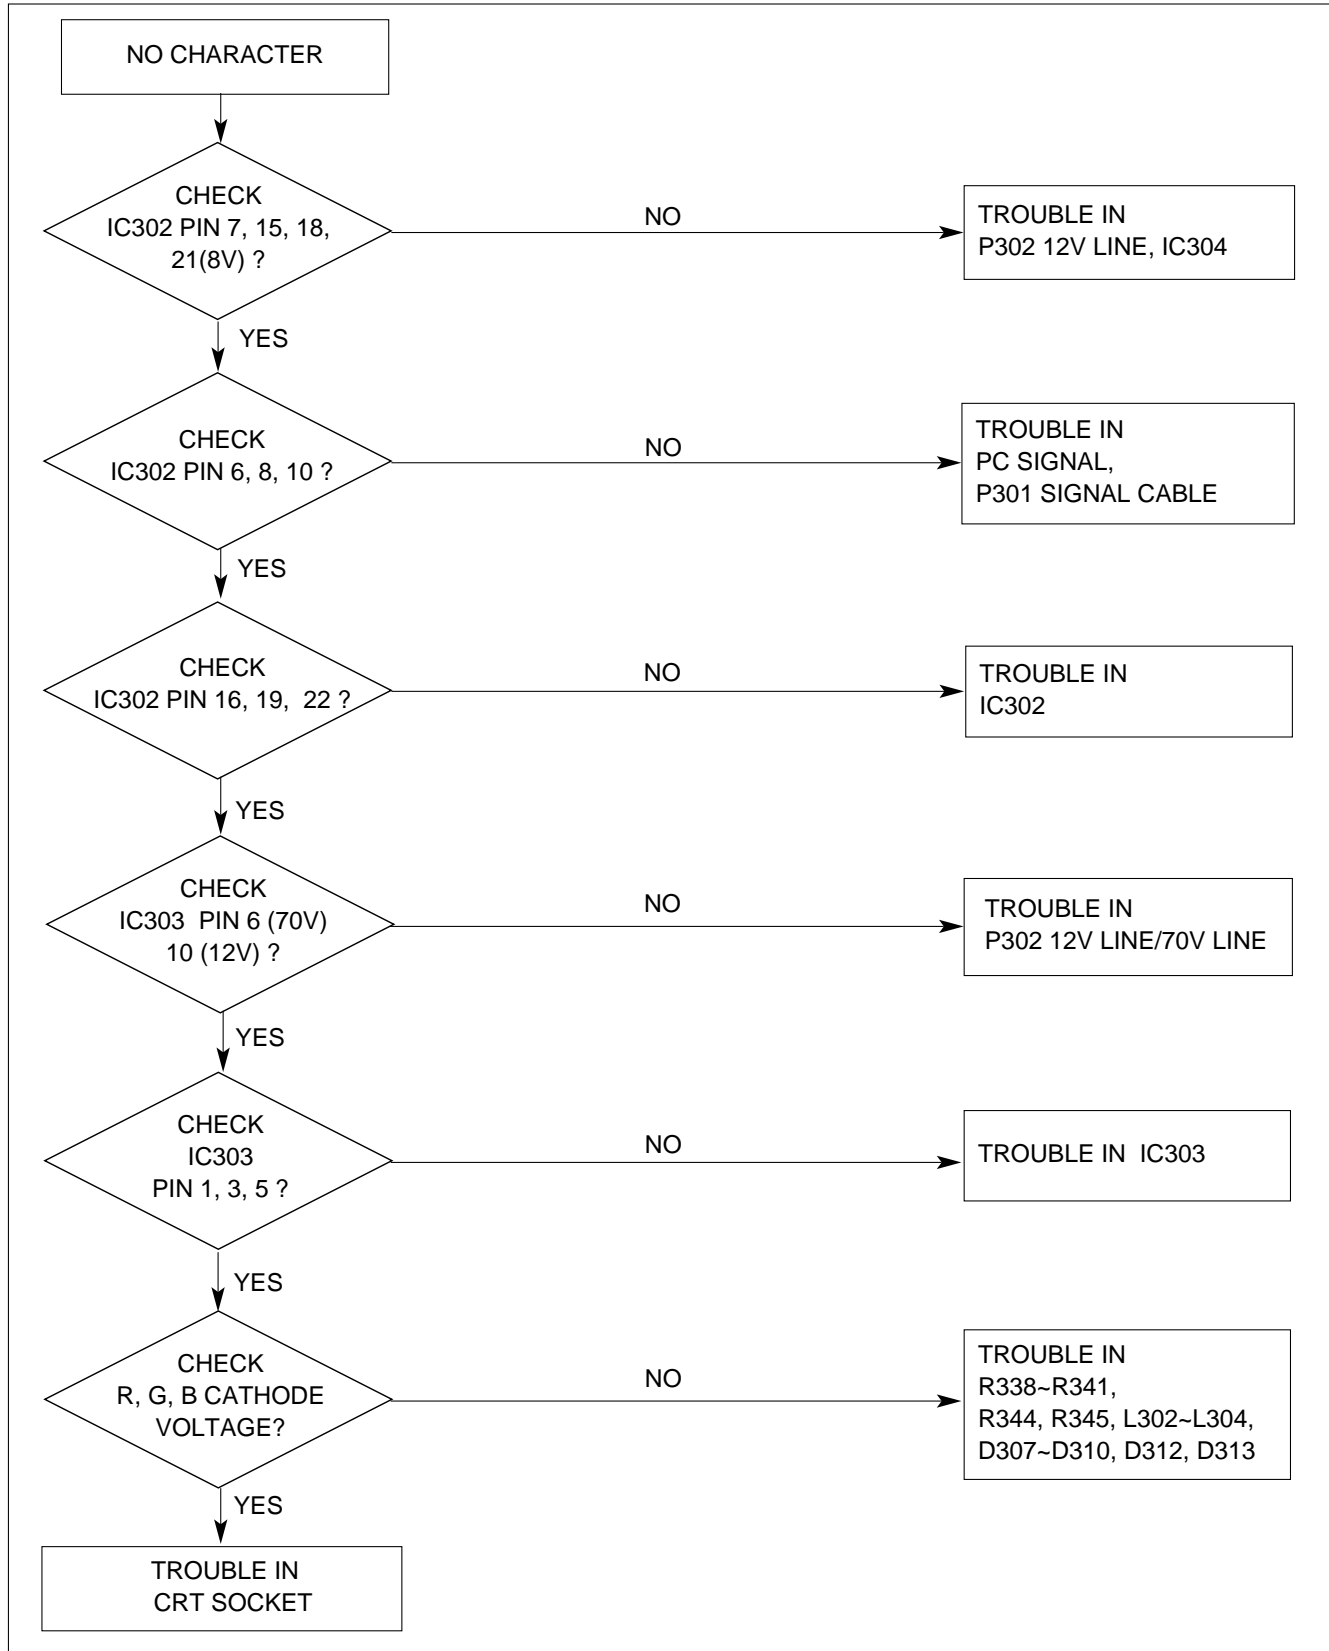 NO CHARACTER
CHECK
IC302 PIN 7, 15, 18,
21(8V) ?
NO
TROUBLE IN
P302 12V LINE, IC304
YES
CHECK
IC302 PIN 6, 8, 10 ?
NO
TROUBLE IN
PC SIGNAL,
P301 SIGNAL CABLE
YES
CHECK
IC302 PIN 16, 19, 22 ?
NO
TROUBLE IN
IC302
YES
CHECK
IC303 PIN 6 (70V)
10 (12V) ?
NO
TROUBLE IN
P302 12V LINE/70V LINE
YES
CHECK
IC303
PIN 1, 3, 5 ?
NO
TROUBLE IN IC303
YES
CHECK
R, G, B CATHODE
VOLTAGE?
NO
TROUBLE IN
R338~R341,
R344, R345, L302~L304,
D307~D310, D312, D313
YES
TROUBLE IN
CRT SOCKET